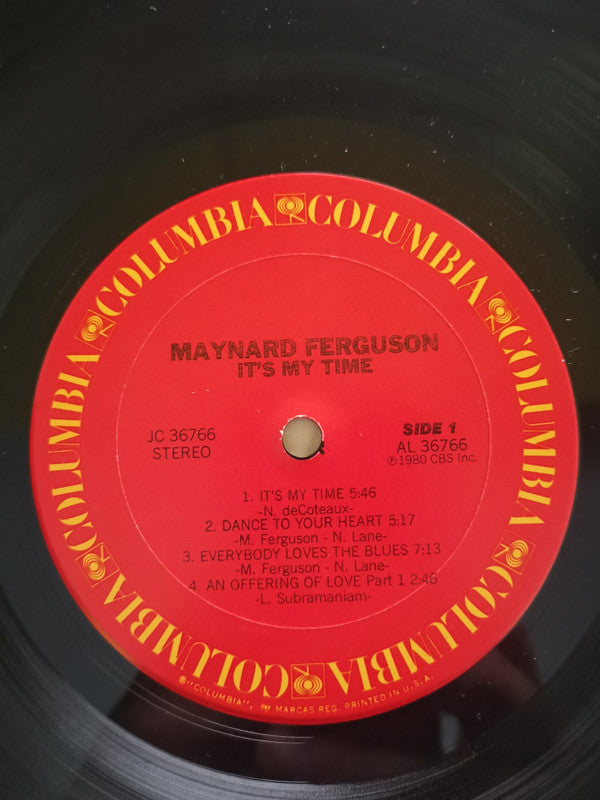 COLUMBIA COLUMBIA COLUMBIA COLUMBIA COLUMBIA COLUMBIA COLUMBIA COLUMBIA
MAYNARD FERGUSON
IT'S MY TIME
JC 36766
STEREO
SIDE 1
AL 36766
℗ 1980 CBS Inc.
1. IT'S MY TIME 5:46
-N. deCoteaux-
2. DANCE TO YOUR HEART 5:17
-M. Ferguson - N. Lane-
3. EVERYBODY LOVES THE BLUES 7:13
-M. Ferguson - N. Lane-
4. AN OFFERING OF LOVE Part 1 2:46
-L. Subramaniam-
®"COLUMBIA", MARCAS REG. PRINTED IN U.S.A.